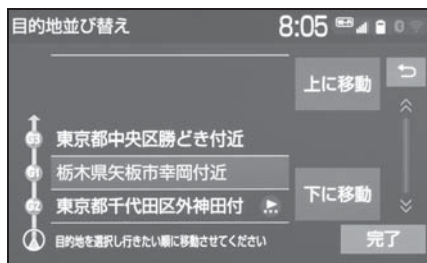 目的地並び替え 8:05
上に移動
G3 東京都中央区勝どき付近
G1 栃木県矢板市幸岡付近
G2 東京都千代田区外神田付
下に移動
目的地を選択し行きたい順に移動させてください
完了